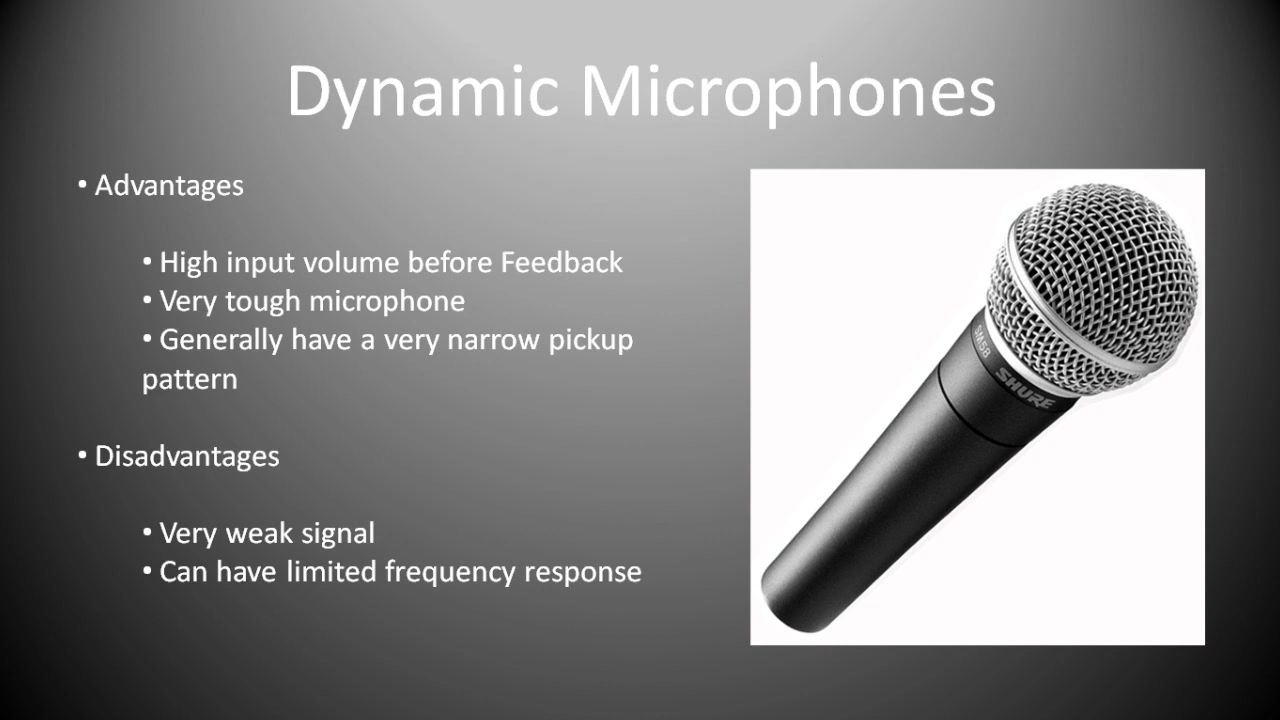 Dynamic Microphones
• Advantages
• High input volume before Feedback
• Very tough microphone
• Generally have a very narrow pickup
pattern
• Disadvantages
• Very weak signal
• Can have limited frequency response
SM58
SHURE